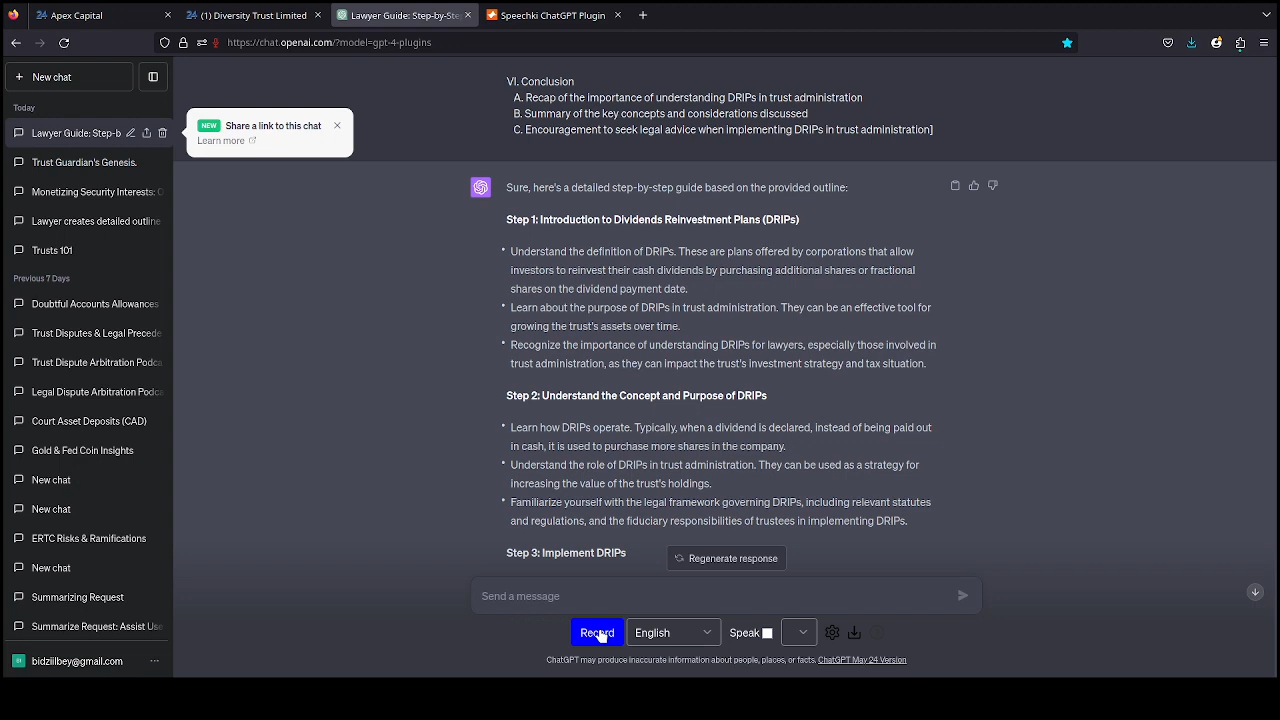 24 Apex Capital
24 (1) Diversity Trust Limited
Lawyer Guide: Step-by-Ste
Speechki ChatGPT Plugin
https://chat.openai.com/?model=gpt-4-plugins
+ New chat
Today
Lawyer Guide: Step-b
Trust Guardian's Genesis.
Monetizing Security Interests:
Lawyer creates detailed outline
Trusts 101
Previous 7 Days
Doubtful Accounts Allowances
Trust Disputes & Legal Precede
Trust Dispute Arbitration Podca
Legal Dispute Arbitration Podca
Court Asset Deposits (CAD)
Gold & Fed Coin Insights
New chat
New chat
ERTC Risks & Ramifications
New chat
Summarizing Request
Summarize Request: Assist Use
bidzillbey@gmail.com
NEW Share a link to this chat
Learn more
VI. Conclusion
A. Recap of the importance of understanding DRIPs in trust administration
B. Summary of the key concepts and considerations discussed
C. Encouragement to seek legal advice when implementing DRIPs in trust administration]
Sure, here's a detailed step-by-step guide based on the provided outline:
Step 1: Introduction to Dividends Reinvestment Plans (DRIPs)
• Understand the definition of DRIPs. These are plans offered by corporations that allow
investors to reinvest their cash dividends by purchasing additional shares or fractional
shares on the dividend payment date.
• Learn about the purpose of DRIPs in trust administration. They can be an effective tool for
growing the trust's assets over time.
• Recognize the importance of understanding DRIPs for lawyers, especially those involved in
trust administration, as they can impact the trust's investment strategy and tax situation.
Step 2: Understand the Concept and Purpose of DRIPs
• Learn how DRIPs operate. Typically, when a dividend is declared, instead of being paid out
in cash, it is used to purchase more shares in the company.
• Understand the role of DRIPs in trust administration. They can be used as a strategy for
increasing the value of the trust's holdings.
• Familiarize yourself with the legal framework governing DRIPs, including relevant statutes
and regulations, and the fiduciary responsibilities of trustees in implementing DRIPs.
Step 3: Implement DRIPs
Regenerate response
Send a message
Record English Speak
ChatGPT may produce inaccurate information about people, places, or facts. ChatGPT May 24 Version